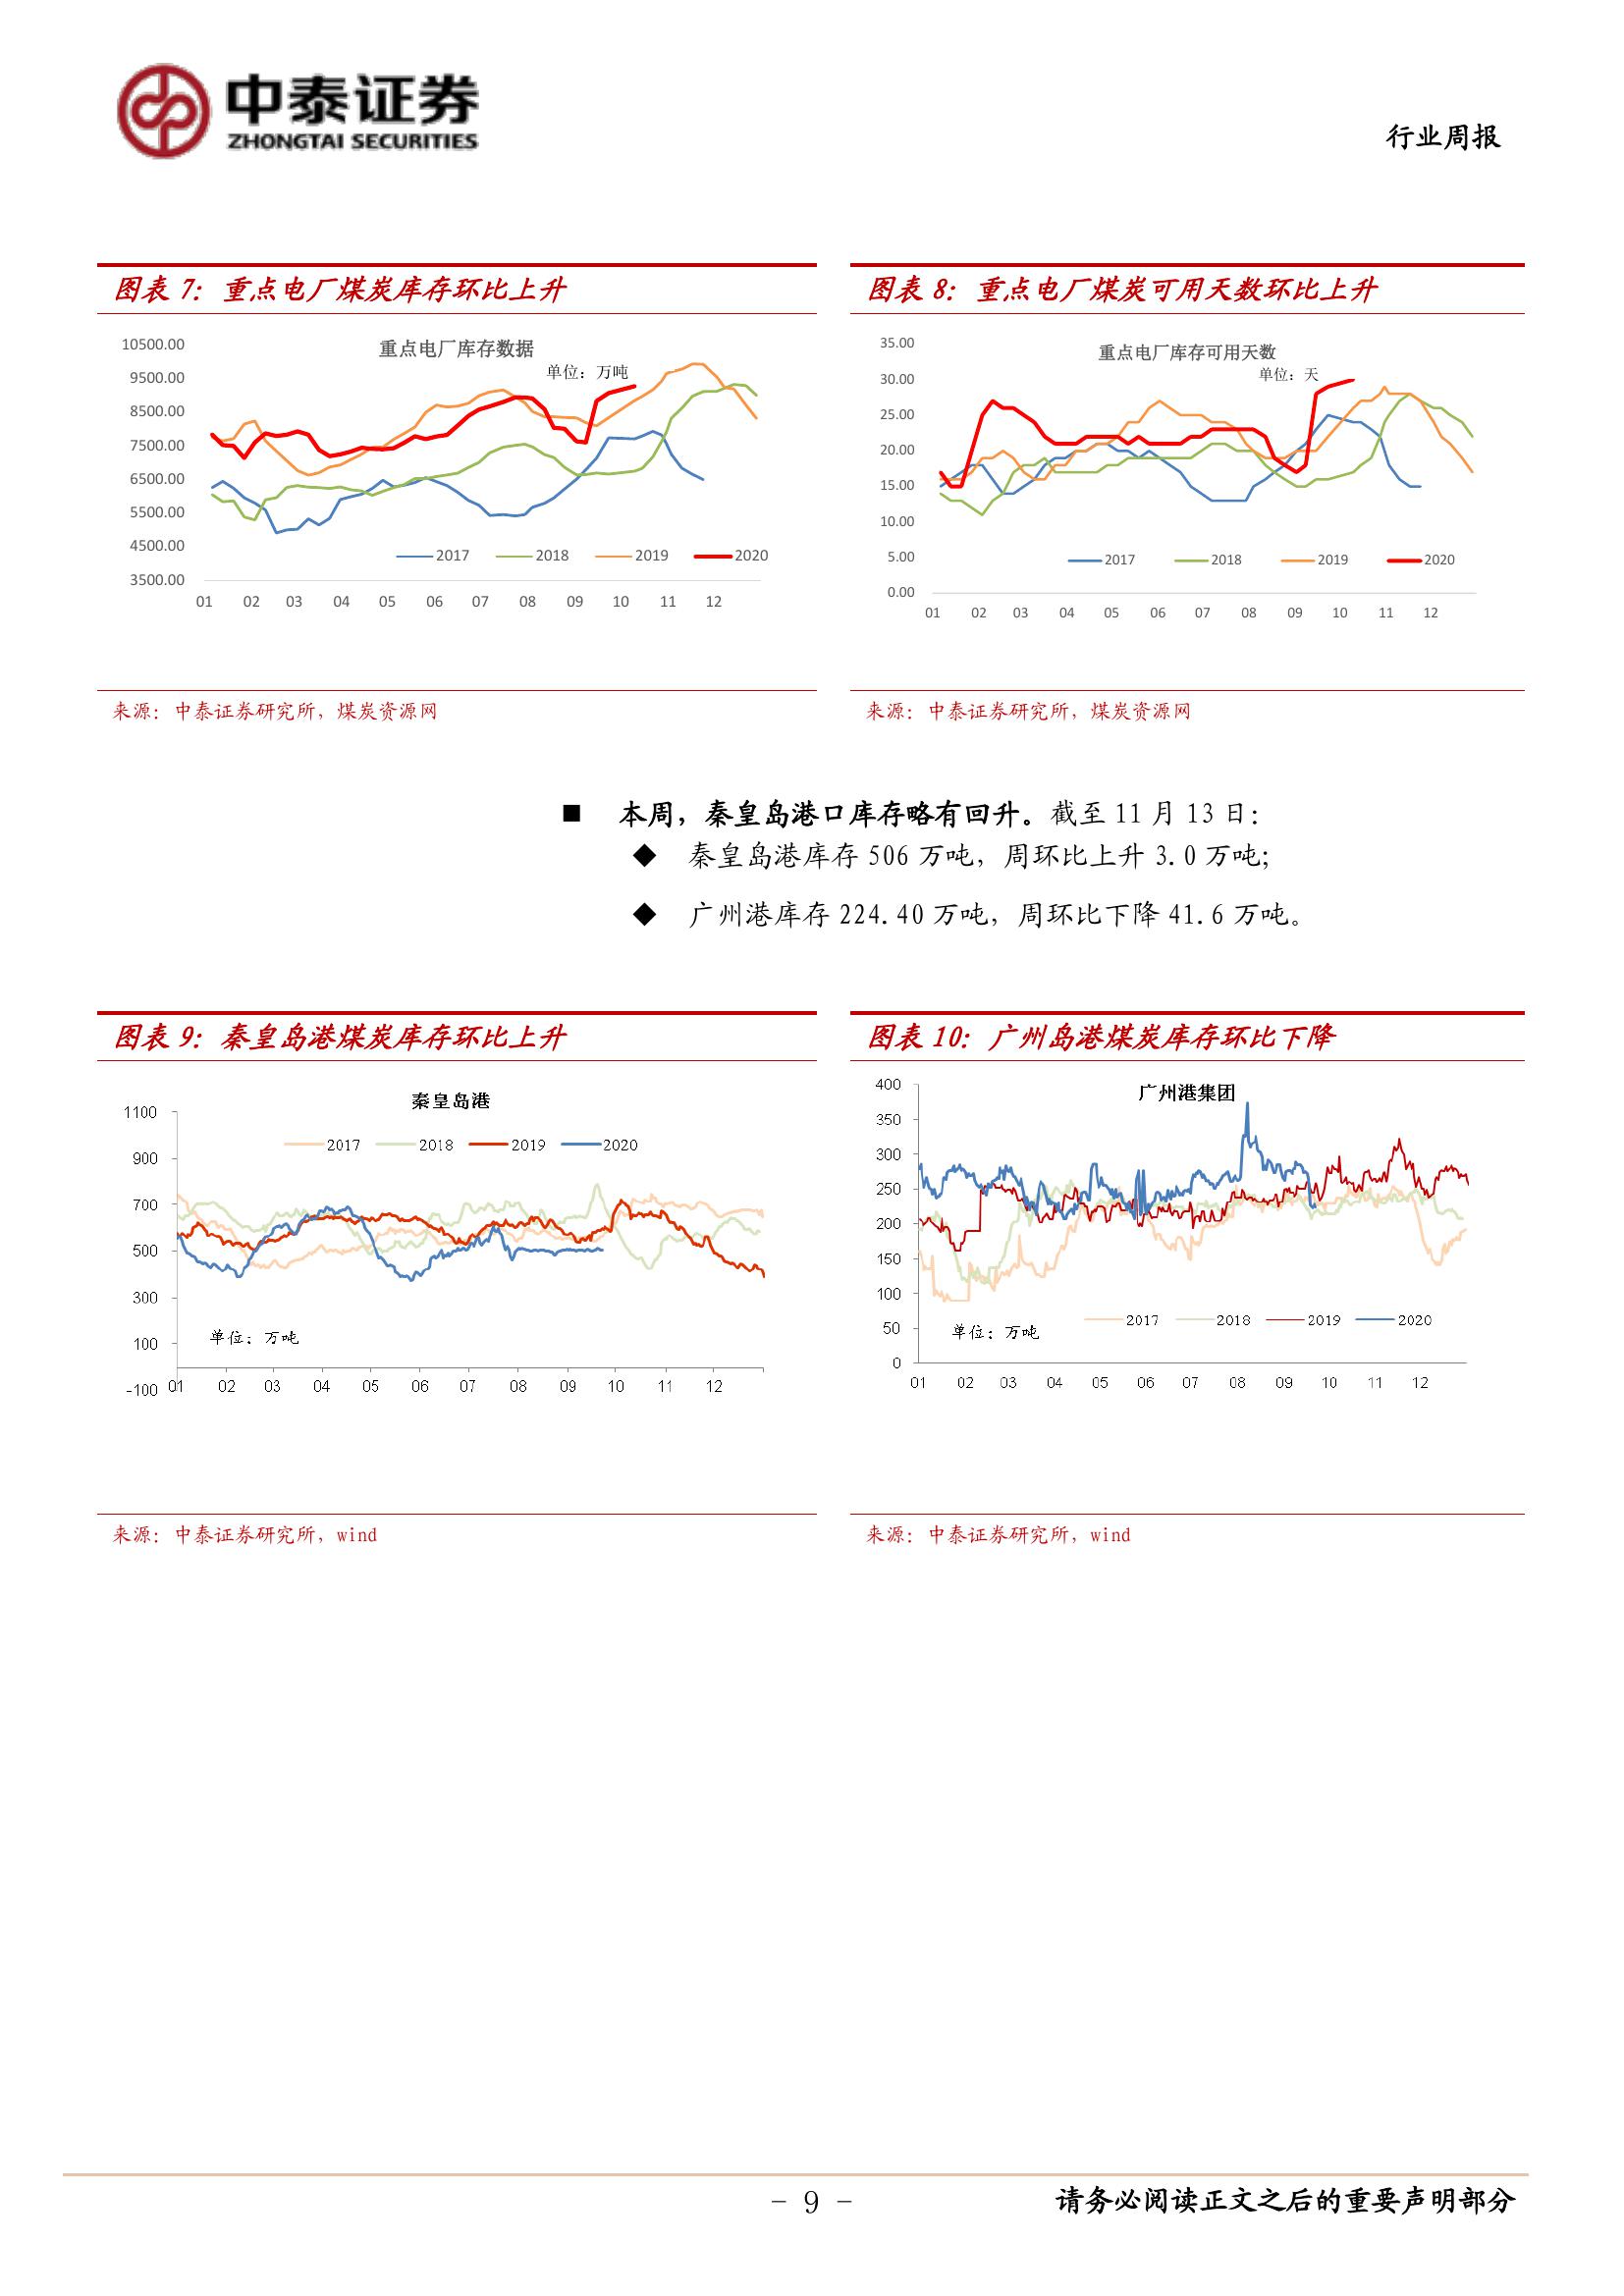 中泰证券
ZHONGTAI SECURITIES
行业周报
图表 7：重点电厂煤炭库存环比上升
重点电厂库存数据
单位：万吨
10500.00
9500.00
8500.00
7500.00
6500.00
5500.00
4500.00
3500.00
2017 2018 2019 2020
01 02 03 04 05 06 07 08 09 10 11 12
来源：中泰证券研究所，煤炭资源网
图表 8：重点电厂煤炭可用天数环比上升
重点电厂库存可用天数
单位：天
35.00
30.00
25.00
20.00
15.00
10.00
5.00
0.00
2017 2018 2019 2020
01 02 03 04 05 06 07 08 09 10 11 12
来源：中泰证券研究所，煤炭资源网
■ 本周，秦皇岛港口库存略有回升。截至 11 月 13 日：
◆ 秦皇岛港库存 506 万吨，周环比上升 3.0 万吨；
◆ 广州港库存 224.40 万吨，周环比下降 41.6 万吨。
图表 9：秦皇岛港煤炭库存环比上升
秦皇岛港
2017 2018 2019 2020
1100
900
700
500
300
100
-100
单位：万吨
01 02 03 04 05 06 07 08 09 10 11 12
来源：中泰证券研究所，wind
图表 10：广州岛港煤炭库存环比下降
广州港集团
400
350
300
250
200
150
100
50
0
单位：万吨
2017 2018 2019 2020
01 02 03 04 05 06 07 08 09 10 11 12
来源：中泰证券研究所，wind
- 9 -
请务必阅读正文之后的重要声明部分